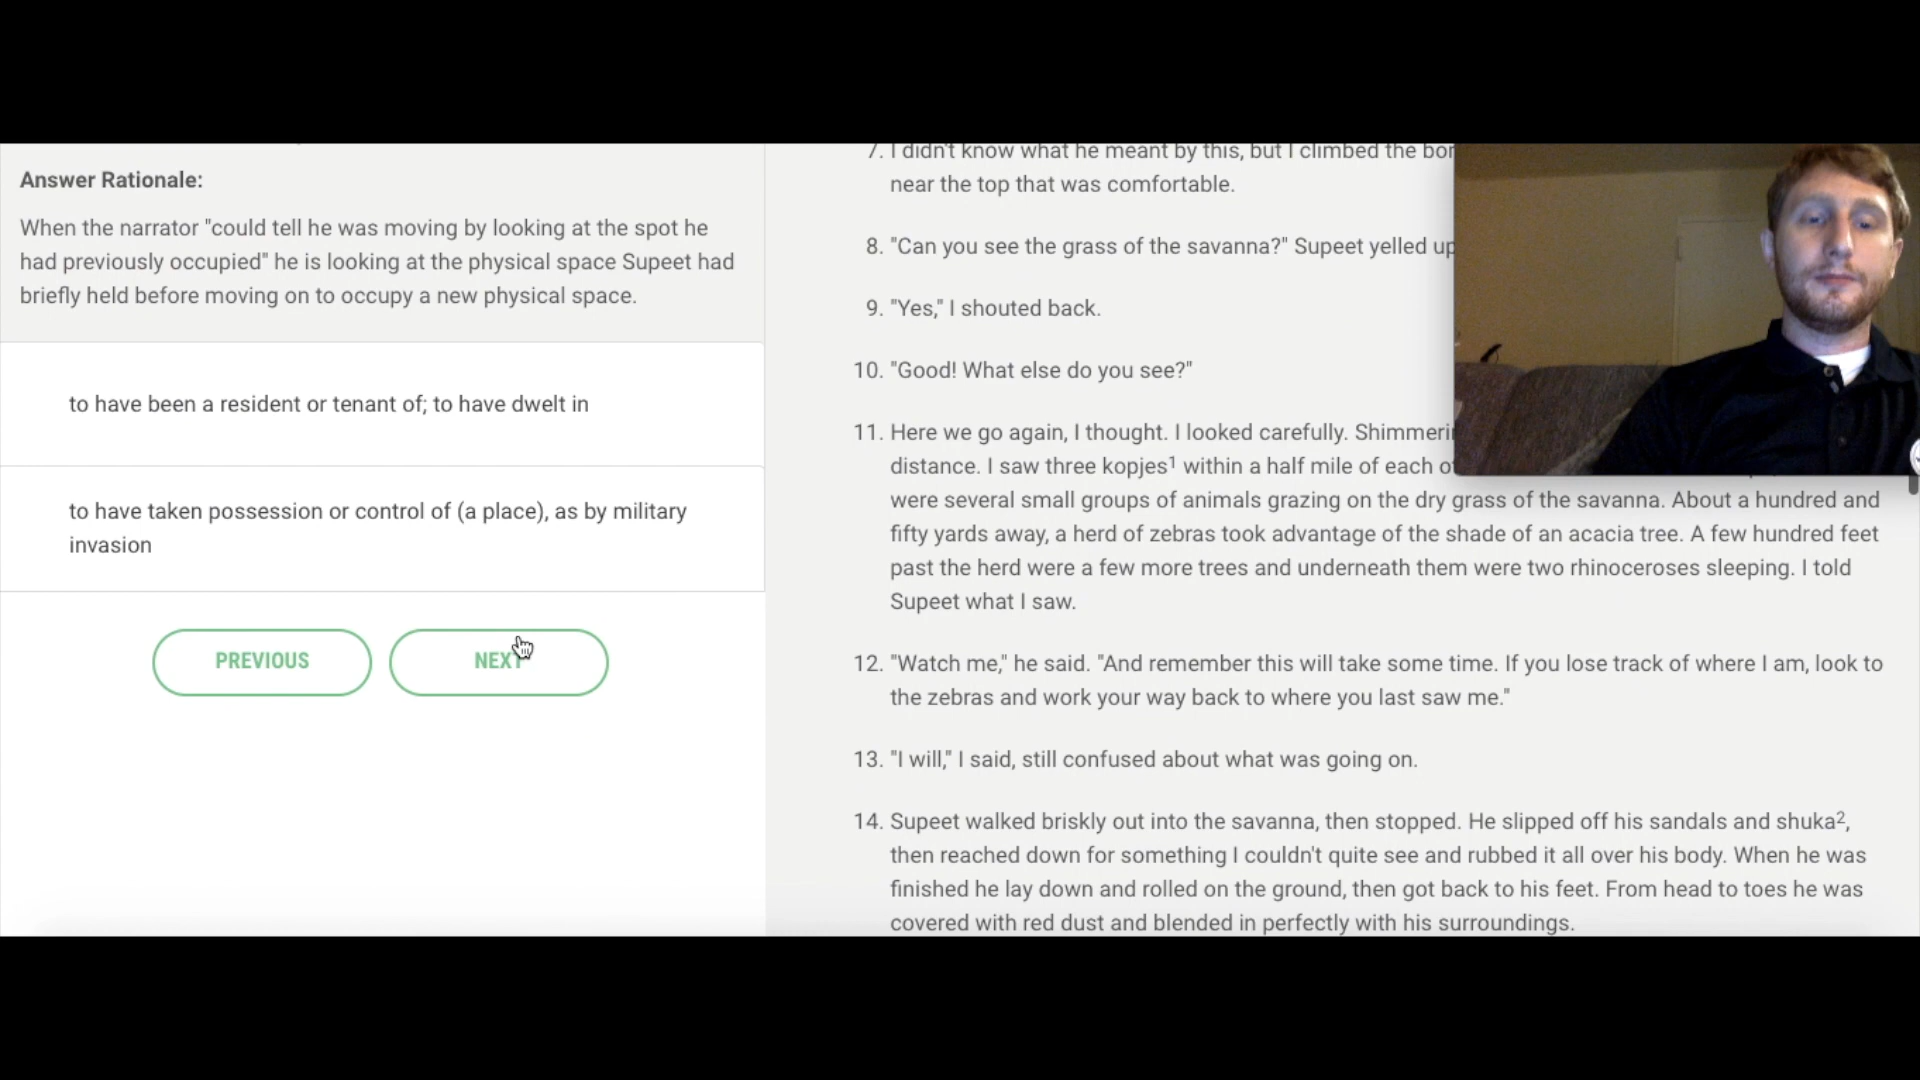 Answer Rationale:
When the narrator "could tell he was moving by looking at the spot he
had previously occupied" he is looking at the physical space Supeet had
briefly held before moving on to occupy a new physical space.
to have been a resident or tenant of; to have dwelt in
to have taken possession or control of (a place), as by military
invasion
PREVIOUS
NEXT
7. I didn't know what he meant by this, but I climbed the
near the top that was comfortable.
8. "Can you see the grass of the savanna?" Supeet yelled up
9. "Yes," I shouted back.
10. "Good! What else do you see?"
11. Here we go again, I thought. I looked carefully.
distance. I saw three kopjes1 within a half mile of each
were several small groups of animals grazing on the dry grass of the savanna. About a hundred and
fifty yards away, a herd of zebras took advantage of the shade of an acacia tree. A few hundred feet
past the herd were a few more trees and underneath them were two rhinoceroses sleeping. I told
Supeet what I saw.
12. "Watch me," he said. "And remember this will take some time. If you lose track of where I am, look to
the zebras and work your way back to where you last saw me."
13. "I will," I said, still confused about what was going on.
14. Supeet walked briskly out into the savanna, then stopped. He slipped off his sandals and shuka2,
then reached down for something I couldn't quite see and rubbed it all over his body. When he was
finished he lay down and rolled on the ground, then got back to his feet. From head to toes he was
covered with red dust and blended in perfectly with his surroundings.